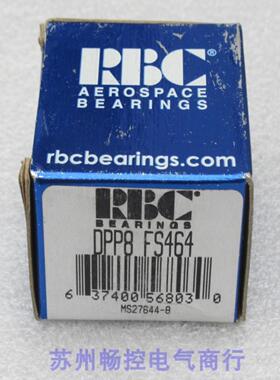 RBC®
AEROSPACE
BEARINGS
rbcbearings.com
RBC
BEARINGS
DPP8 FS464
6 37400 56803 0
MS27644-8
苏州畅控电气商行